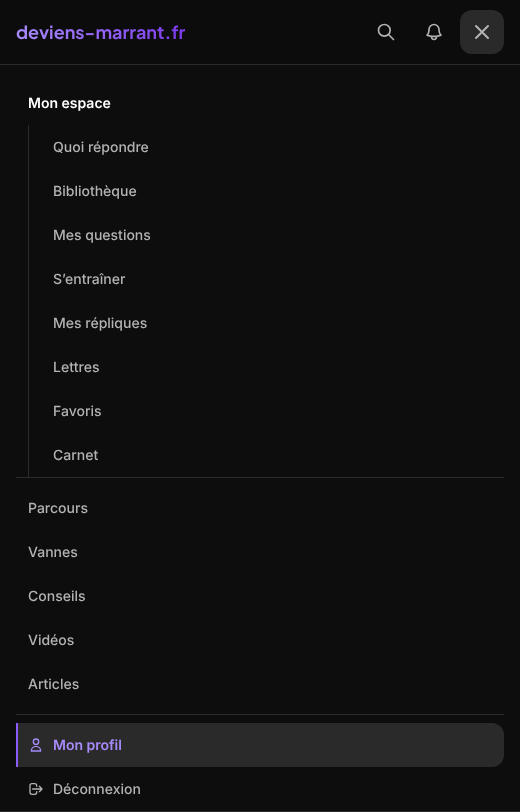 deviens-marrant.fr
Mon espace
Quoi répondre
Bibliothèque
Mes questions
S’entraîner
Mes répliques
Lettres
Favoris
Carnet
Parcours
Vannes
Conseils
Vidéos
Articles
Mon profil
Déconnexion